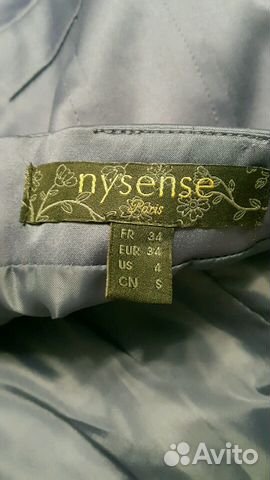 nysense
Paris
FR 34
EUR 34
US 4
CN S
Avito